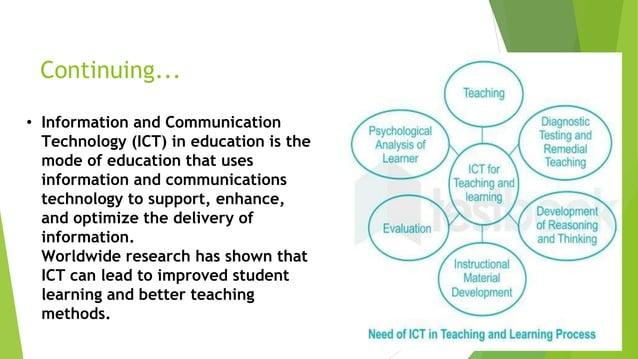 Continuing...
• Information and Communication
Technology (ICT) in education is the
mode of education that uses
information and communications
technology to support, enhance,
and optimize the delivery of
information.
Worldwide research has shown that
ICT can lead to improved student
learning and better teaching
methods.
Teaching
Psychological
Analysis of
Learner
Diagnostic
Testing and
Remedial
Teaching
ICT for
Teaching and
learning
Evaluation
Development
of Reasoning
and Thinking
Instructional
Material
Development
testbook
Need of ICT in Teaching and Learning Process